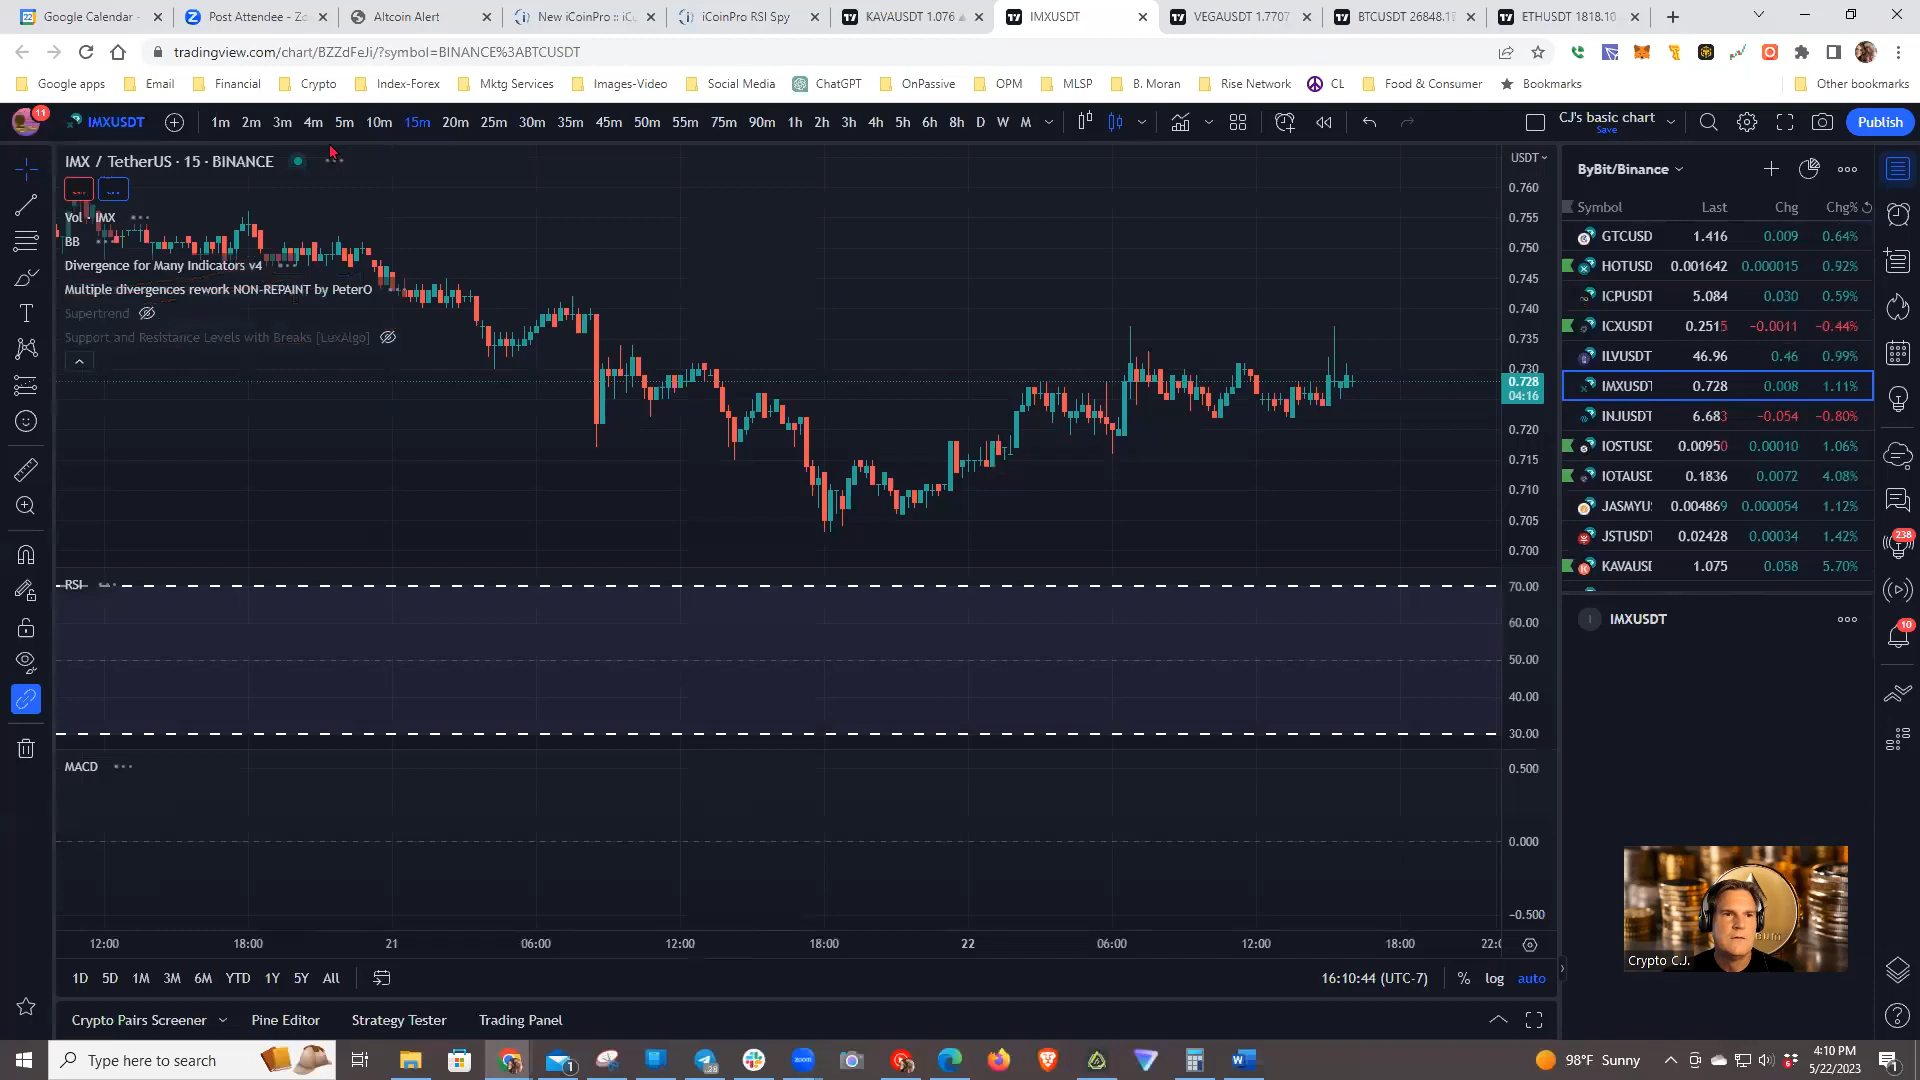 Google Calendar -
Post Attendee - Zo
Altcoin Alert
New iCoinPro :: iCo
iCoinPro RSI Spy
KAVAUSDT 1.076
IMXUSDT
VEGAUSDT 1.7707
BTCUSDT 26848.1
ETHUSDT 1818.10
tradingview.com/chart/BZZdFeJi/?symbol=BINANCE%3ABTCUSDT
Google apps
Email
Financial
Crypto
Index-Forex
Mktg Services
Images-Video
Social Media
ChatGPT
OnPassive
OPM
MLSP
B. Moran
Rise Network
CL
Food & Consumer
Bookmarks
Other bookmarks
11
IMXUSDT
1m 2m 3m 4m 5m 10m 15m 20m 25m 30m 35m 45m 50m 55m 75m 90m 1h 2h 3h 4h 5h 6h 8h D W M
CJ's basic chart
Save
Publish
IMX / TetherUS · 15 · BINANCE
Vol · IMX
BB
Divergence for Many Indicators v4
Multiple divergences rework NON-REPAINT by PeterO
Supertrend
Support and Resistance Levels with Breaks [LuxAlgo]
USDT
0.760
0.755
0.750
0.745
0.740
0.735
0.730
0.728
04:16
0.720
0.715
0.710
0.705
0.700
RSI
70.00
60.00
50.00
40.00
30.00
MACD
0.500
0.000
−0.500
12:00 18:00 21 06:00 12:00 18:00 22 06:00 12:00 18:00 22:0
1D 5D 1M 3M 6M YTD 1Y 5Y All
16:10:44 (UTC-7) % log auto
Crypto Pairs Screener
Pine Editor
Strategy Tester
Trading Panel
ByBit/Binance
Symbol Last Chg Chg%
GTCUSD 1.416 0.009 0.64%
HOTUSD 0.001642 0.000015 0.92%
ICPUSDT 5.084 0.030 0.59%
ICXUSDT 0.2515 −0.0011 −0.44%
ILVUSDT 46.96 0.46 0.99%
IMXUSDT 0.728 0.008 1.11%
INJUSDT 6.683 −0.054 −0.80%
IOSTUSD 0.00950 0.00010 1.06%
IOTAUSD 0.1836 0.0072 4.08%
JASMYU 0.004869 0.000054 1.12%
JSTUSDT 0.02428 0.00034 1.42%
KAVAUSD 1.075 0.058 5.70%
IMXUSDT
238
10
Crypto C.J.
Type here to search
1
28
zoom
98°F Sunny
4:10 PM
5/22/2023
1